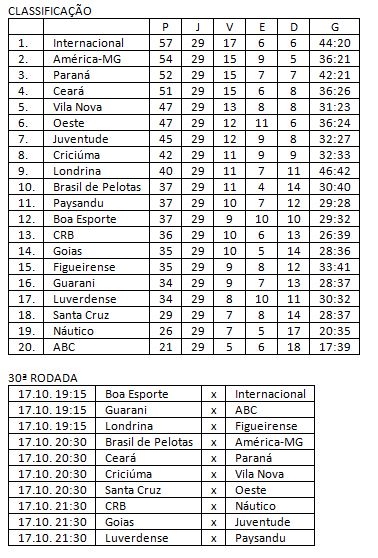 CLASSIFICAÇÃO
P J V E D G
1. Internacional 57 29 17 6 6 44:20
2. América-MG 54 29 15 9 5 36:21
3. Paraná 52 29 15 7 7 42:21
4. Ceará 51 29 15 6 8 36:26
5. Vila Nova 47 29 13 8 8 31:23
6. Oeste 47 29 12 11 6 36:24
7. Juventude 45 29 12 9 8 32:27
8. Criciúma 42 29 11 9 9 32:33
9. Londrina 40 29 11 7 11 46:42
10. Brasil de Pelotas 37 29 11 4 14 30:40
11. Paysandu 37 29 10 7 12 29:28
12. Boa Esporte 37 29 9 10 10 29:32
13. CRB 36 29 10 6 13 26:39
14. Goias 35 29 10 5 14 28:36
15. Figueirense 35 29 9 8 12 33:41
16. Guarani 34 29 9 7 13 28:37
17. Luverdense 34 29 8 10 11 30:32
18. Santa Cruz 29 29 7 8 14 28:37
19. Náutico 26 29 7 5 17 20:35
20. ABC 21 29 5 6 18 17:39
30ª RODADA
17.10. 19:15 Boa Esporte x Internacional
17.10. 19:15 Guarani x ABC
17.10. 19:15 Londrina x Figueirense
17.10. 20:30 Brasil de Pelotas x América-MG
17.10. 20:30 Ceará x Paraná
17.10. 20:30 Criciúma x Vila Nova
17.10. 20:30 Santa Cruz x Oeste
17.10. 21:30 CRB x Náutico
17.10. 21:30 Goias x Juventude
17.10. 21:30 Luverdense x Paysandu